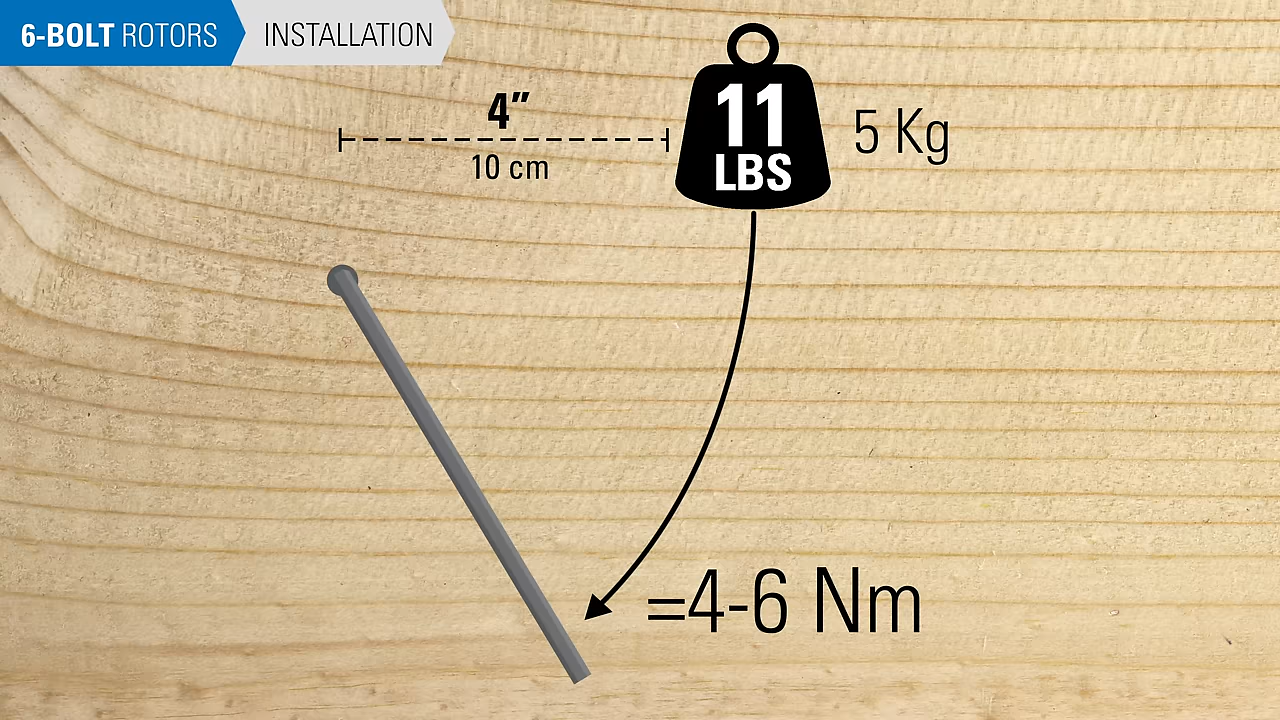 6-BOLT ROTORS INSTALLATION
4”
10 cm
11
LBS
5 Kg
=4-6 Nm